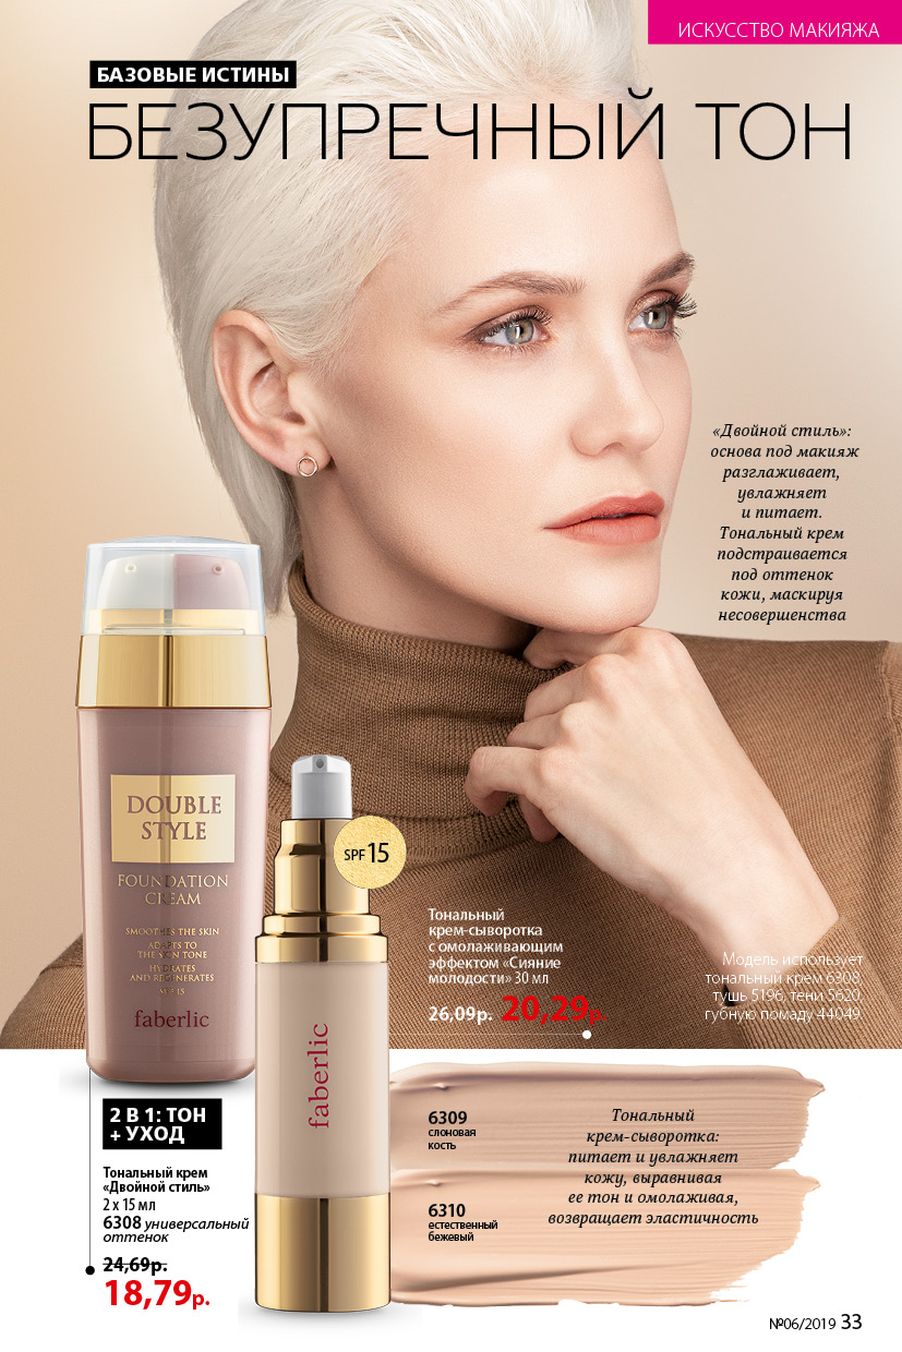 ИСКУССТВО МАКИЯЖА
БАЗОВЫЕ ИСТИНЫ
БЕЗУПРЕЧНЫЙ ТОН
«Двойной стиль»:
основа под макияж
разглаживает,
увлажняет
и питает.
Тональный крем
подстраивается
под оттенок
кожи, маскируя
несовершенства
DOUBLE
STYLE
FOUNDATION
CREAM
SMOOTHES THE SKIN
ADAPTS TO
THE SKIN TONE
HYDRATES
AND REGENERATES
SPF 15
faberlic
SPF 15
faberlic
Тональный
крем-сыворотка
с омолаживающим
эффектом «Сияние
молодости» 30 мл
26,09р. 20,29р.
Модель использует
тональный крем 6308,
тушь 5196, тени 5620,
губную помаду 44049.
2 В 1: ТОН
+ УХОД
Тональный крем
«Двойной стиль»
2 х 15 мл
6308 универсальный
оттенок
24,69р.
18,79р.
6309
слоновая
кость
6310
естественный
бежевый
Тональный
крем-сыворотка:
питает и увлажняет
кожу, выравнивая
ее тон и омолаживая,
возвращает эластичность
№06/2019 33